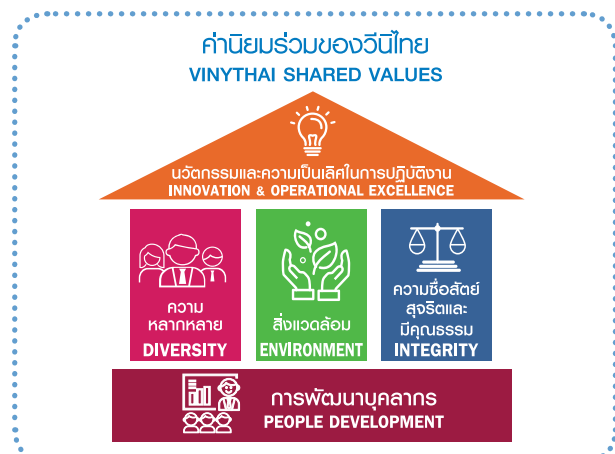 ค่านิยมร่วมของวีนิไทย
VINYTHAI SHARED VALUES
นวัตกรรมและความเป็นเลิศในการปฏิบัติงาน
INNOVATION & OPERATIONAL EXCELLENCE
ความ
หลากหลาย
DIVERSITY
สิ่งแวดล้อม
ENVIRONMENT
ความซื่อสัตย์
สุจริตและ
มีคุณธรรม
INTEGRITY
การพัฒนาบุคลากร
PEOPLE DEVELOPMENT